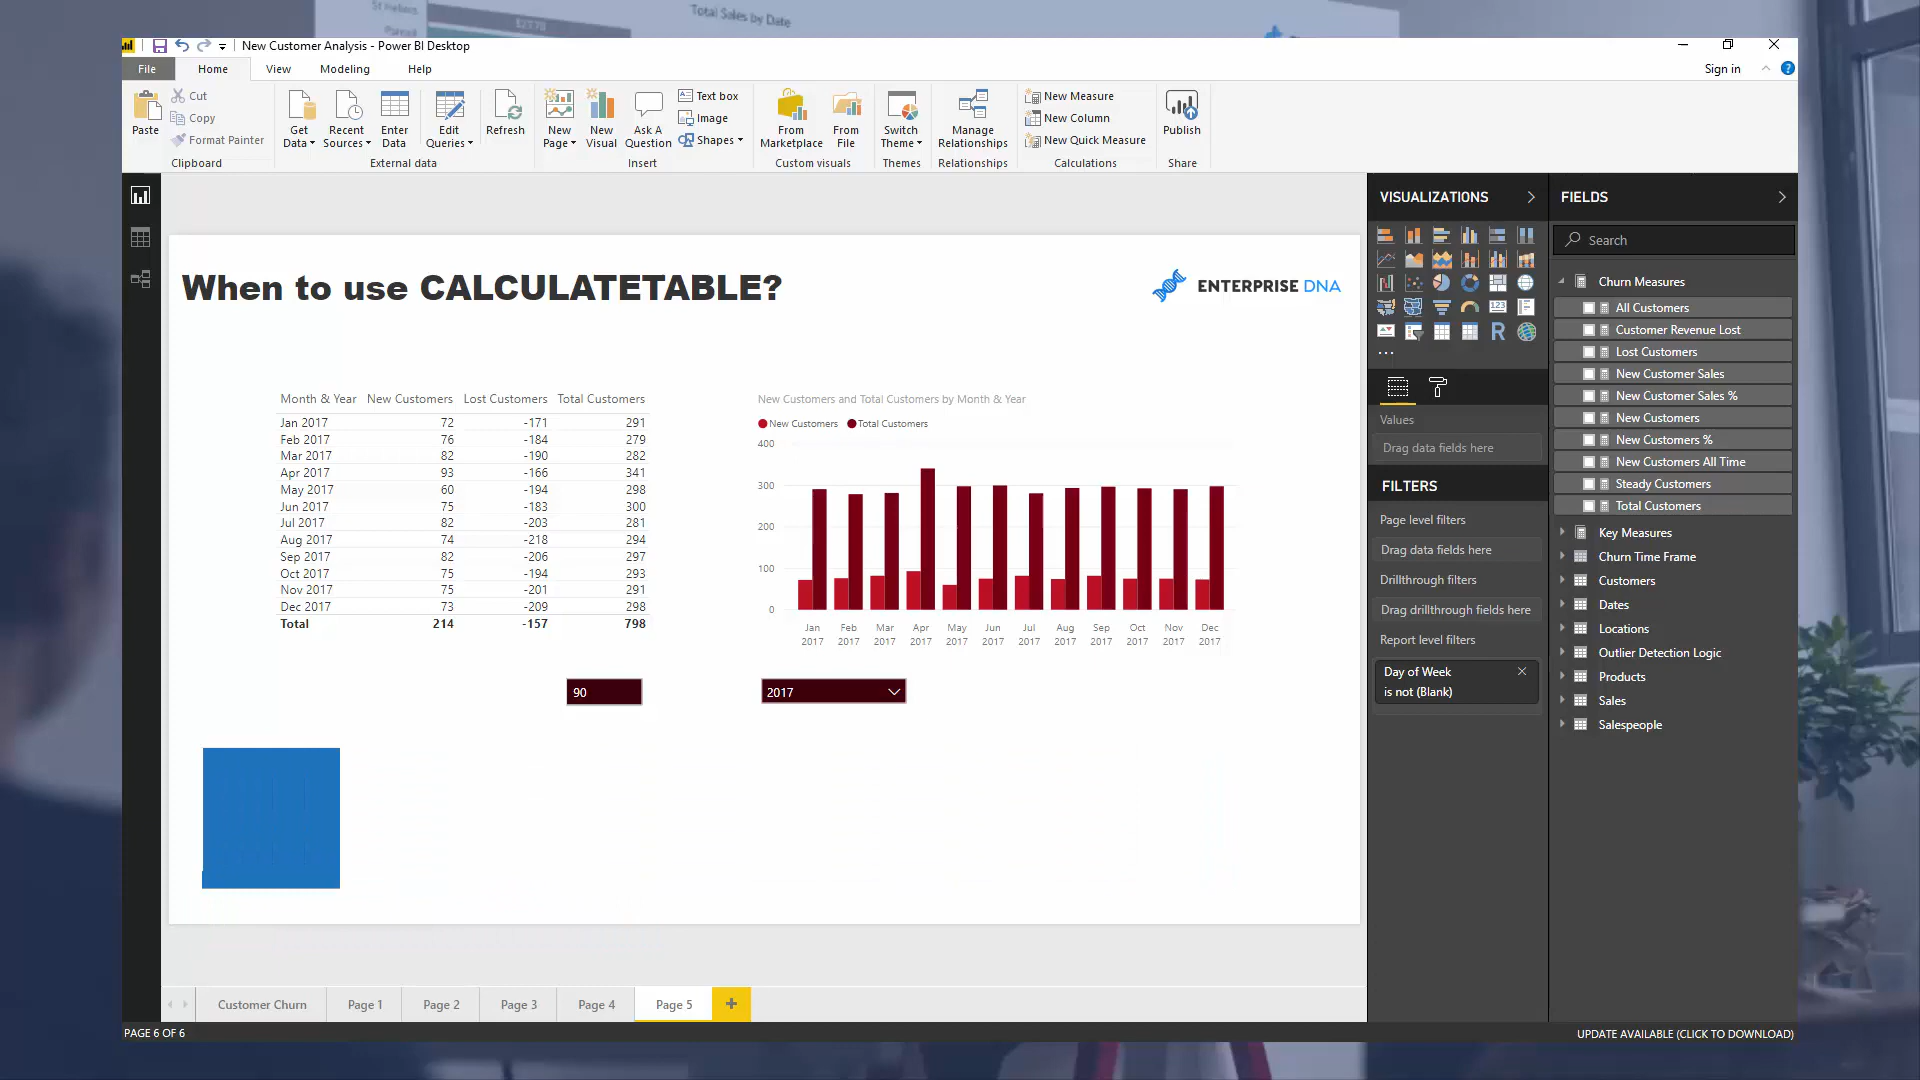 St Heliers
Parnell
$23.7B
Total Sales by Date
New Customer Analysis - Power BI Desktop
File
Home
View
Modeling
Help
Sign in
Paste
Cut
Copy
Format Painter
Clipboard
Get Data
Recent Sources
Enter Data
Edit Queries
Refresh
External data
New Page
New Visual
Ask A Question
Text box
Image
Shapes
Insert
From Marketplace
From File
Custom visuals
Switch Theme
Themes
Manage Relationships
Relationships
New Measure
New Column
New Quick Measure
Calculations
Publish
Share
When to use CALCULATETABLE?
ENTERPRISE DNA
Month & Year New Customers Lost Customers Total Customers
Jan 2017 72 -171 291
Feb 2017 76 -184 279
Mar 2017 82 -190 282
Apr 2017 93 -166 341
May 2017 60 -194 298
Jun 2017 75 -183 300
Jul 2017 82 -203 281
Aug 2017 74 -218 294
Sep 2017 82 -206 297
Oct 2017 75 -194 293
Nov 2017 75 -201 291
Dec 2017 73 -209 298
Total 214 -157 798
New Customers and Total Customers by Month & Year
New Customers Total Customers
400
300
200
100
0
Jan Feb Mar Apr May Jun Jul Aug Sep Oct Nov Dec
2017 2017 2017 2017 2017 2017 2017 2017 2017 2017 2017 2017
90
2017
VISUALIZATIONS
123
R
Values
Drag data fields here
FILTERS
Page level filters
Drag data fields here
Drillthrough filters
Drag drillthrough fields here
Report level filters
Day of Week
is not (Blank)
FIELDS
Search
Churn Measures
All Customers
Customer Revenue Lost
Lost Customers
New Customer Sales
New Customer Sales %
New Customers
New Customers %
New Customers All Time
Steady Customers
Total Customers
Key Measures
Churn Time Frame
Customers
Dates
Locations
Outlier Detection Logic
Products
Sales
Salespeople
Customer Churn
Page 1
Page 2
Page 3
Page 4
Page 5
PAGE 6 OF 6
UPDATE AVAILABLE (CLICK TO DOWNLOAD)